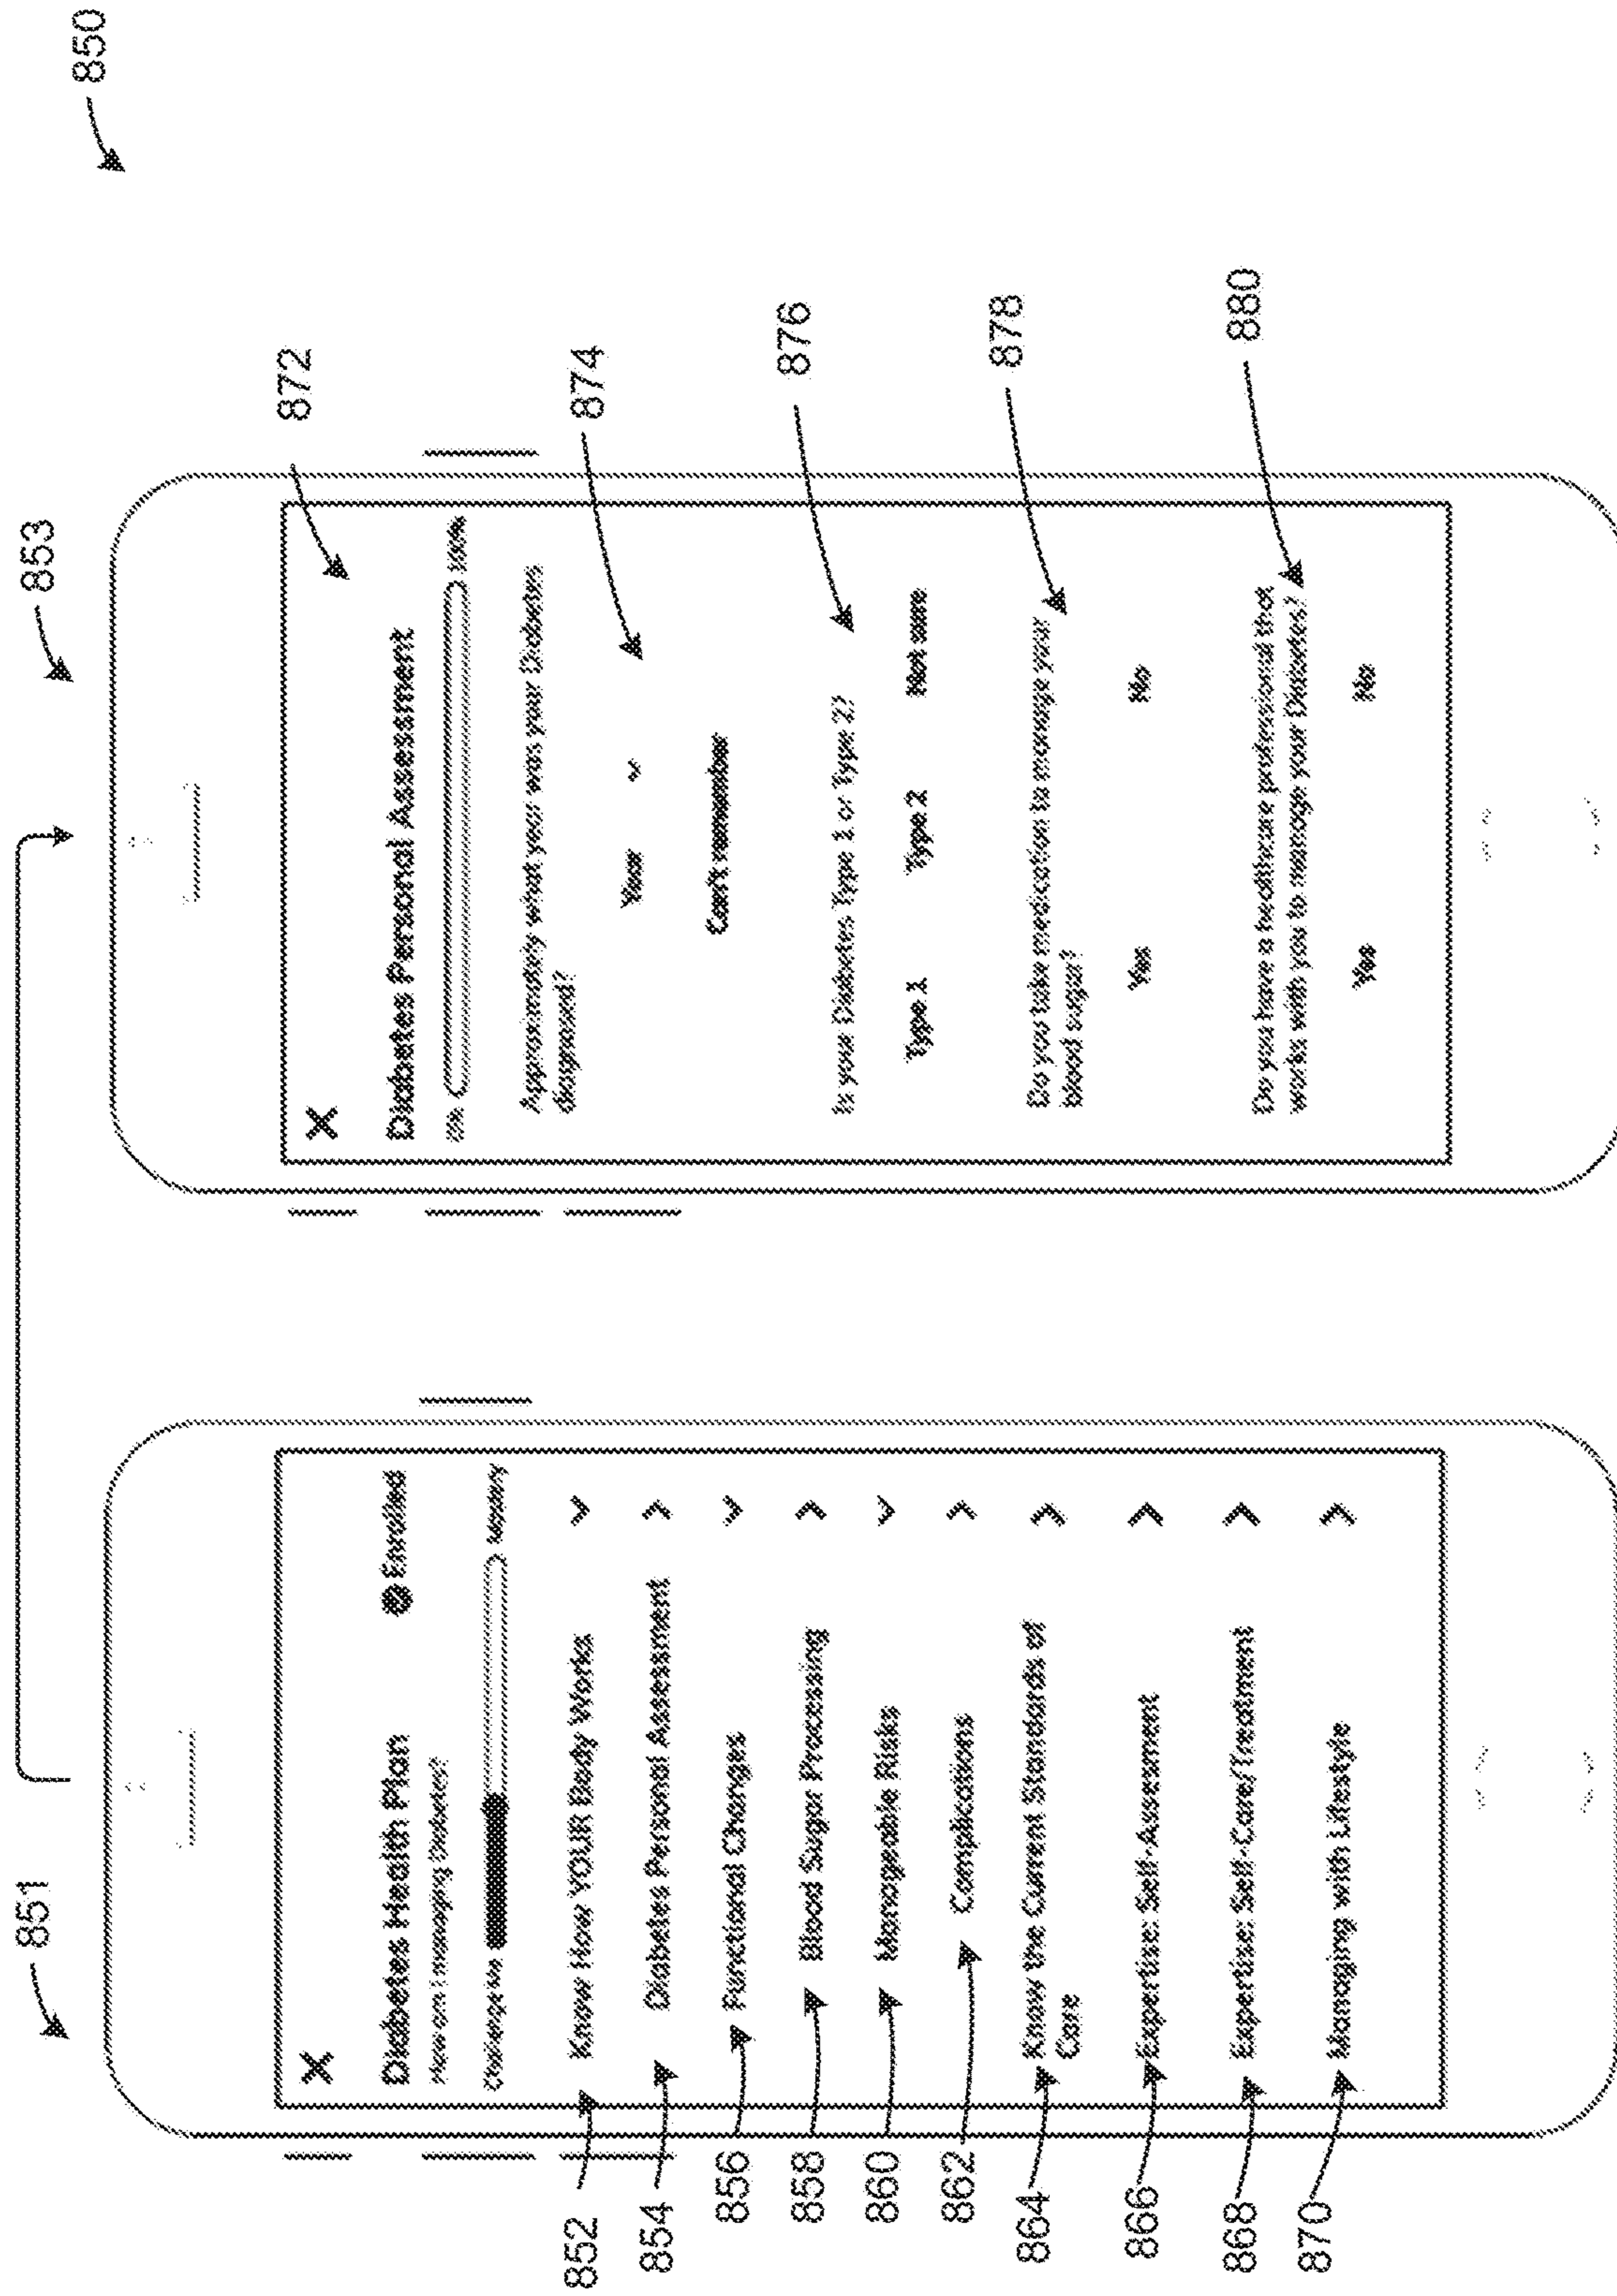 850
851
Diabetes Health Plan
Enrolled
How am I managing Diabetes?
Mastery
852
Know How YOUR Body Works
854
Diabetes Personal Assessment
856
Functional Changes
858
Blood Sugar Processing
860
Manageable Risks
862
Complications
864
Know the Current Standards of
Care
866
Expertise: Self-Assesment
868
Expertise: Self-Care/Treatment
870
Managing with Lifestyle
853
872
Diabetes Personal Assessment
0%
100%
Approximately what year was your Diabetes
diagnosed?
874
Year
Can't remember
876
Is your Diabetes Type 1 or Type 2?
Type 1
Type 2
Not sure
878
Do you take medication to manage your
blood sugar?
Yes
No
880
Do you have a healthcare professional that
works with you to manage your Diabetes?
Yes
No